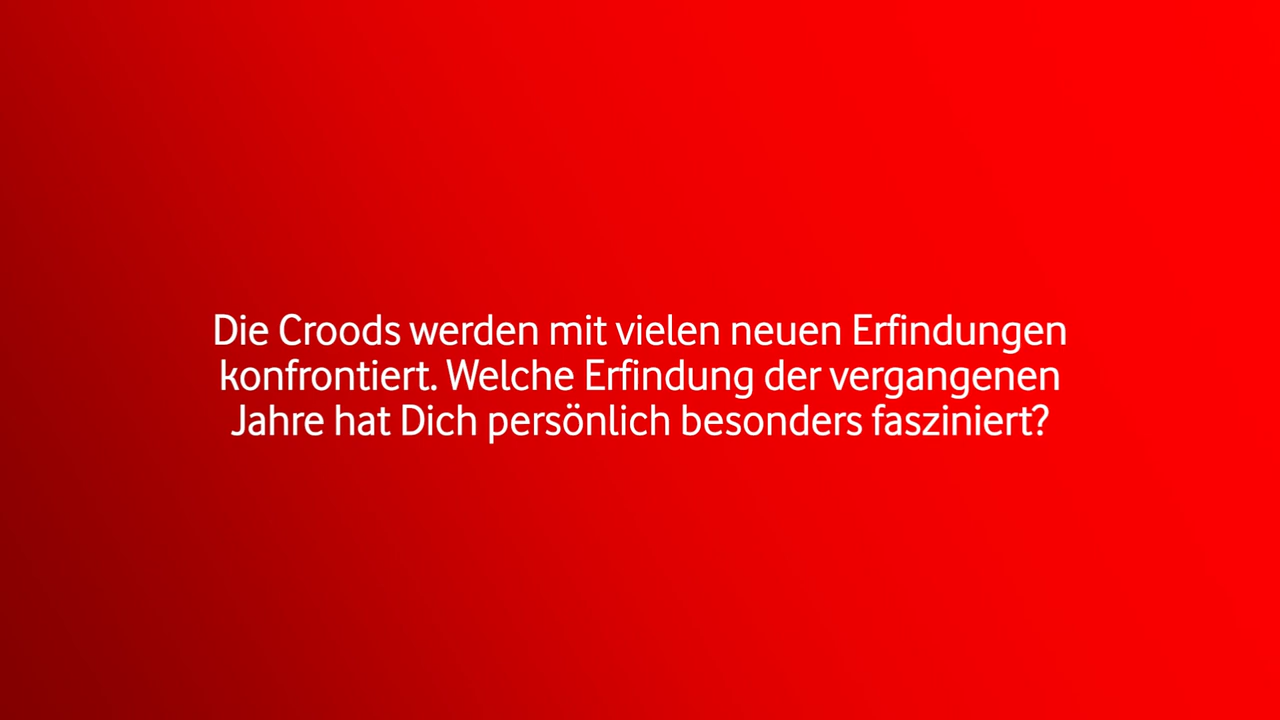 Die Croods werden mit vielen neuen Erfindungen
konfrontiert. Welche Erfindung der vergangenen
Jahre hat Dich persönlich besonders fasziniert?